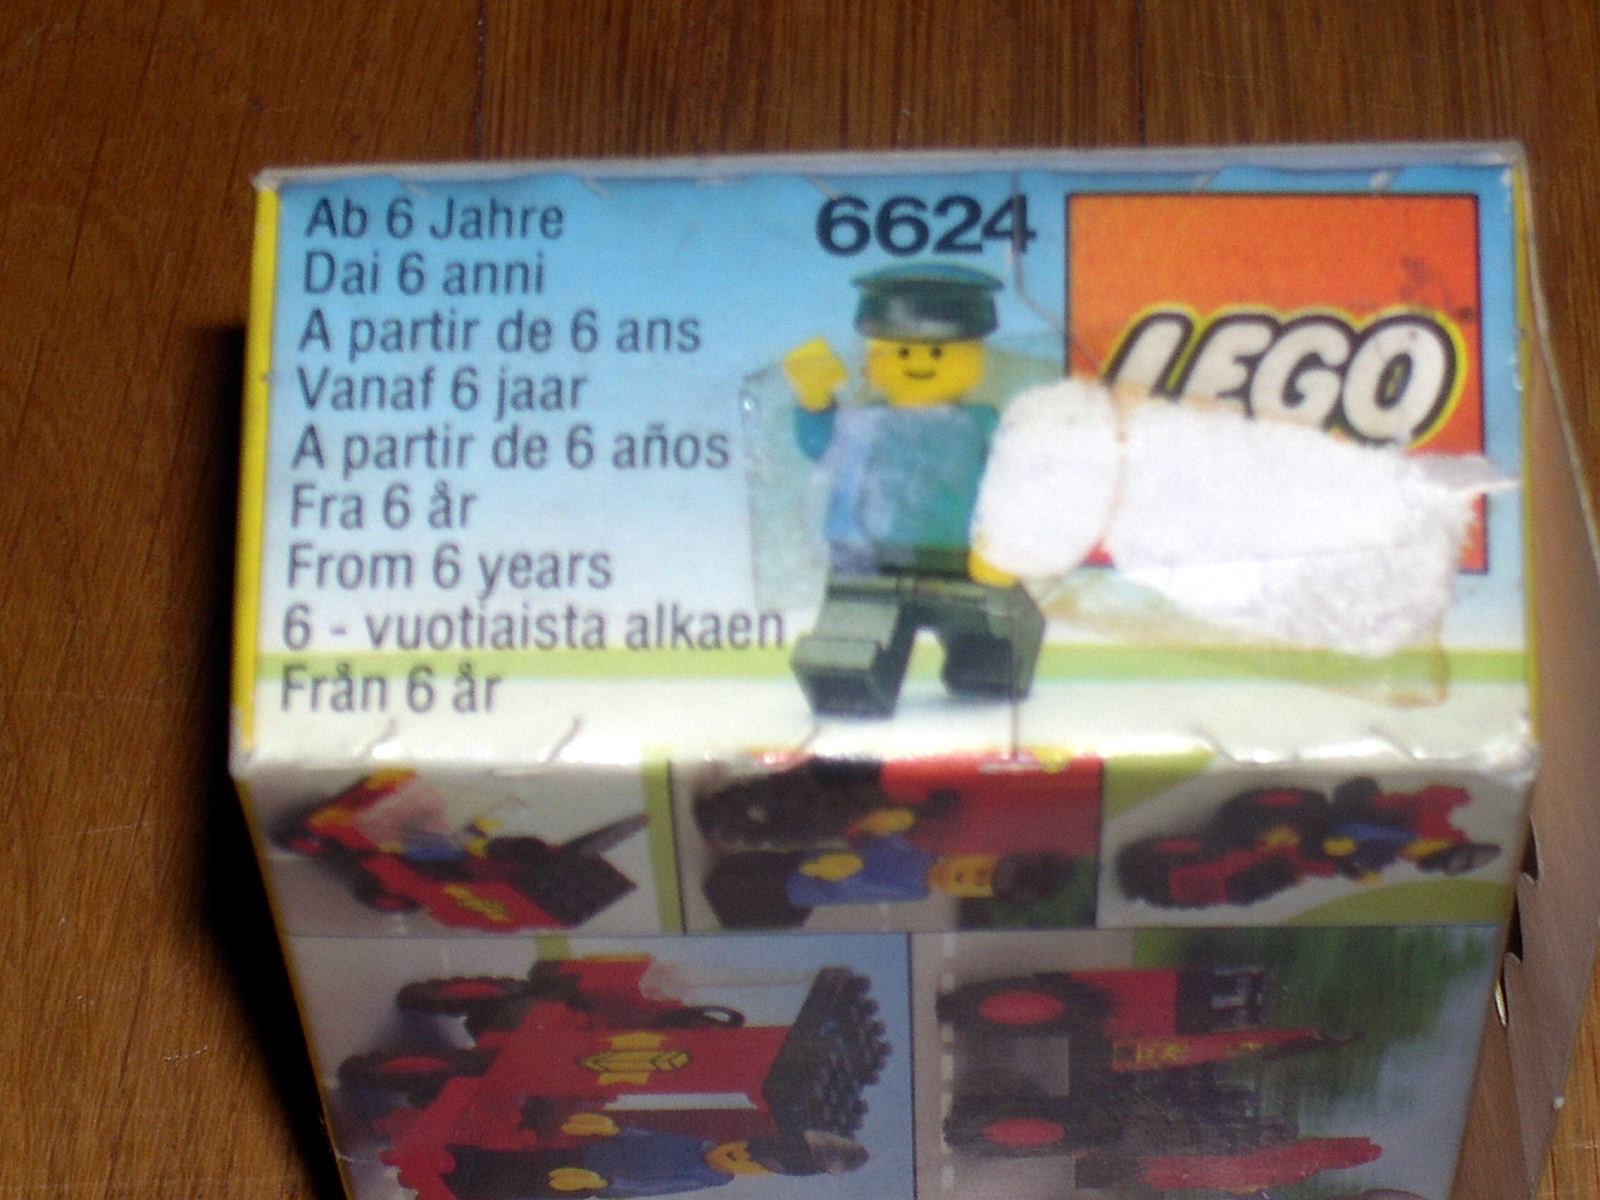 Ab 6 Jahre
Dai 6 anni
A partir de 6 ans
Vanaf 6 jaar
A partir de 6 años
Fra 6 år
From 6 years
6 - vuotiaista alkaen
Från 6 år
6624
LEGO